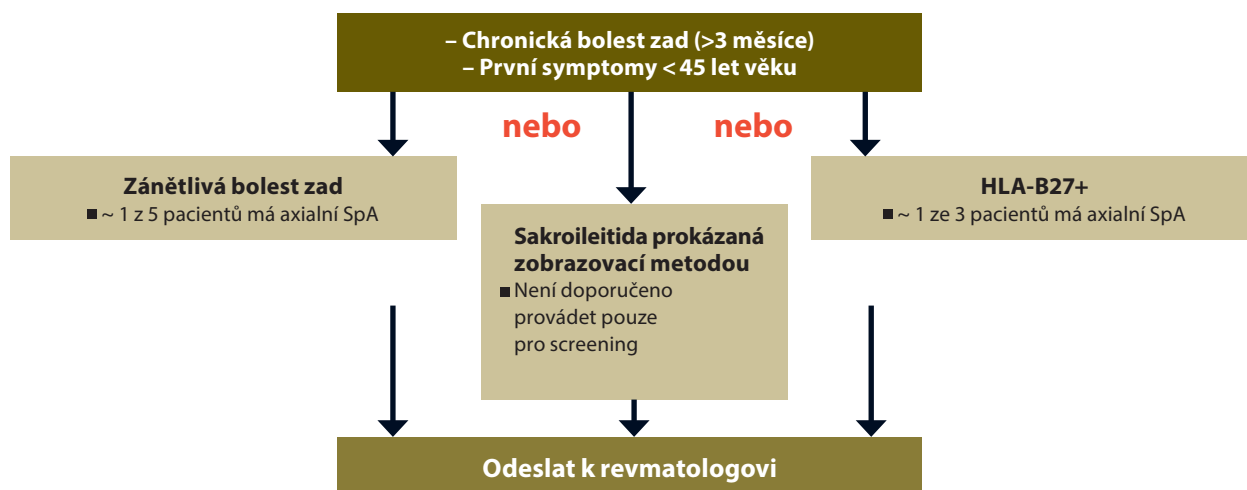 – Chronická bolest zad (>3 měsíce)
– První symptomy < 45 let věku
nebo
nebo
Zánětlivá bolest zad
■ ~ 1 z 5 pacientů má axialní SpA
Sakroileitida prokázaná
zobrazovací metodou
■ Není doporučeno
provádet pouze
pro screening
HLA-B27+
■ ~ 1 ze 3 pacientů má axialní SpA
Odeslat k revmatologovi